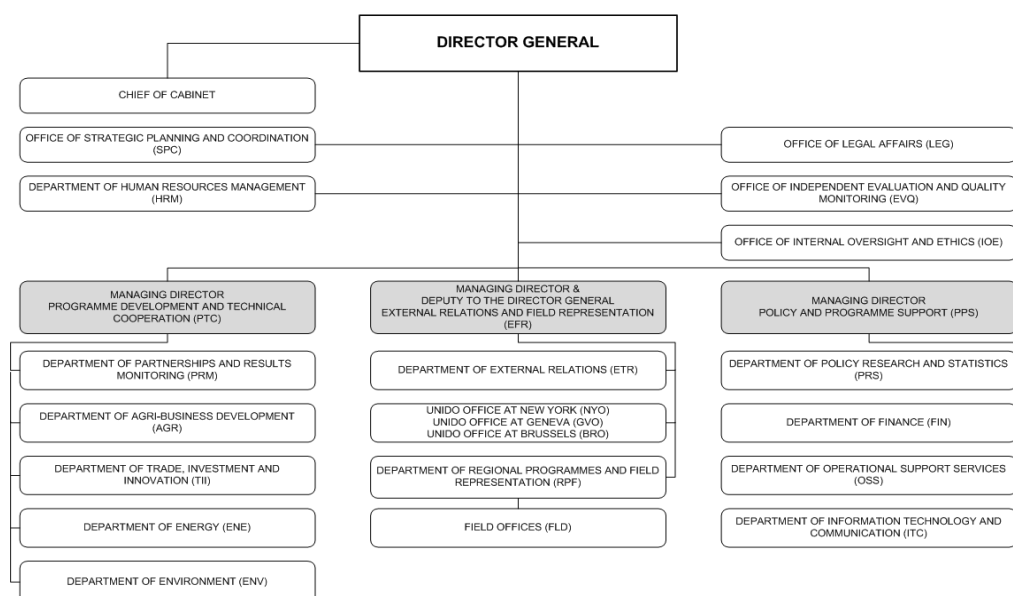 DIRECTOR GENERAL
CHIEF OF CABINET
OFFICE OF STRATEGIC PLANNING AND COORDINATION
(SPC)
OFFICE OF LEGAL AFFAIRS (LEG)
DEPARTMENT OF HUMAN RESOURCES MANAGEMENT
(HRM)
OFFICE OF INDEPENDENT EVALUATION AND QUALITY
MONITORING (EVQ)
OFFICE OF INTERNAL OVERSIGHT AND ETHICS (IOE)
MANAGING DIRECTOR
PROGRAMME DEVELOPMENT AND TECHNICAL
COOPERATION (PTC)
DEPARTMENT OF PARTNERSHIPS AND RESULTS
MONITORING (PRM)
DEPARTMENT OF AGRI-BUSINESS DEVELOPMENT
(AGR)
DEPARTMENT OF TRADE, INVESTMENT AND
INNOVATION (TII)
DEPARTMENT OF ENERGY (ENE)
DEPARTMENT OF ENVIRONMENT (ENV)
MANAGING DIRECTOR &
DEPUTY TO THE DIRECTOR GENERAL
EXTERNAL RELATIONS AND FIELD REPRESENTATION
(EFR)
DEPARTMENT OF EXTERNAL RELATIONS (ETR)
UNIDO OFFICE AT NEW YORK (NYO)
UNIDO OFFICE AT GENEVA (GVO)
UNIDO OFFICE AT BRUSSELS (BRO)
DEPARTMENT OF REGIONAL PROGRAMMES AND FIELD
REPRESENTATION (RPF)
FIELD OFFICES (FLD)
MANAGING DIRECTOR
POLICY AND PROGRAMME SUPPORT (PPS)
DEPARTMENT OF POLICY RESEARCH AND STATISTICS
(PRS)
DEPARTMENT OF FINANCE (FIN)
DEPARTMENT OF OPERATIONAL SUPPORT SERVICES
(OSS)
DEPARTMENT OF INFORMATION TECHNOLOGY AND
COMMUNICATION (ITC)